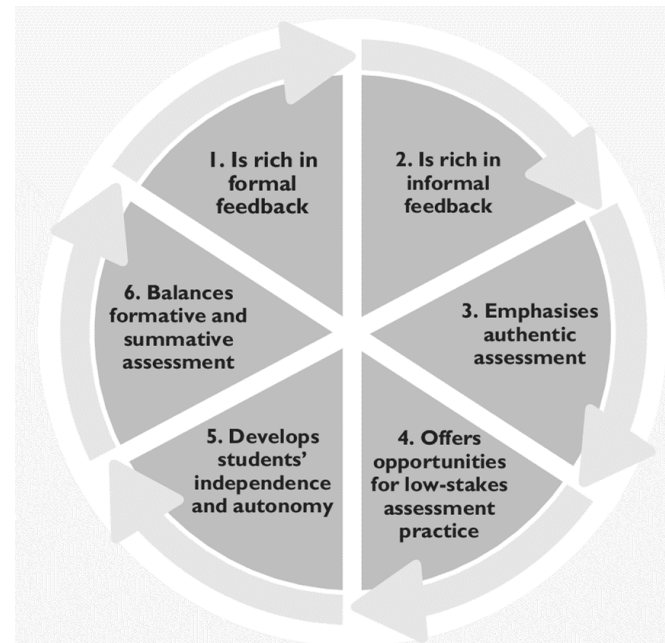 1. Is rich in
formal
feedback
2. Is rich in
informal
feedback
3. Emphasises
authentic
assessment
4. Offers
opportunities
for low-stakes
assessment
practice
5. Develops
students’
independence
and autonomy
6. Balances
formative and
summative
assessment